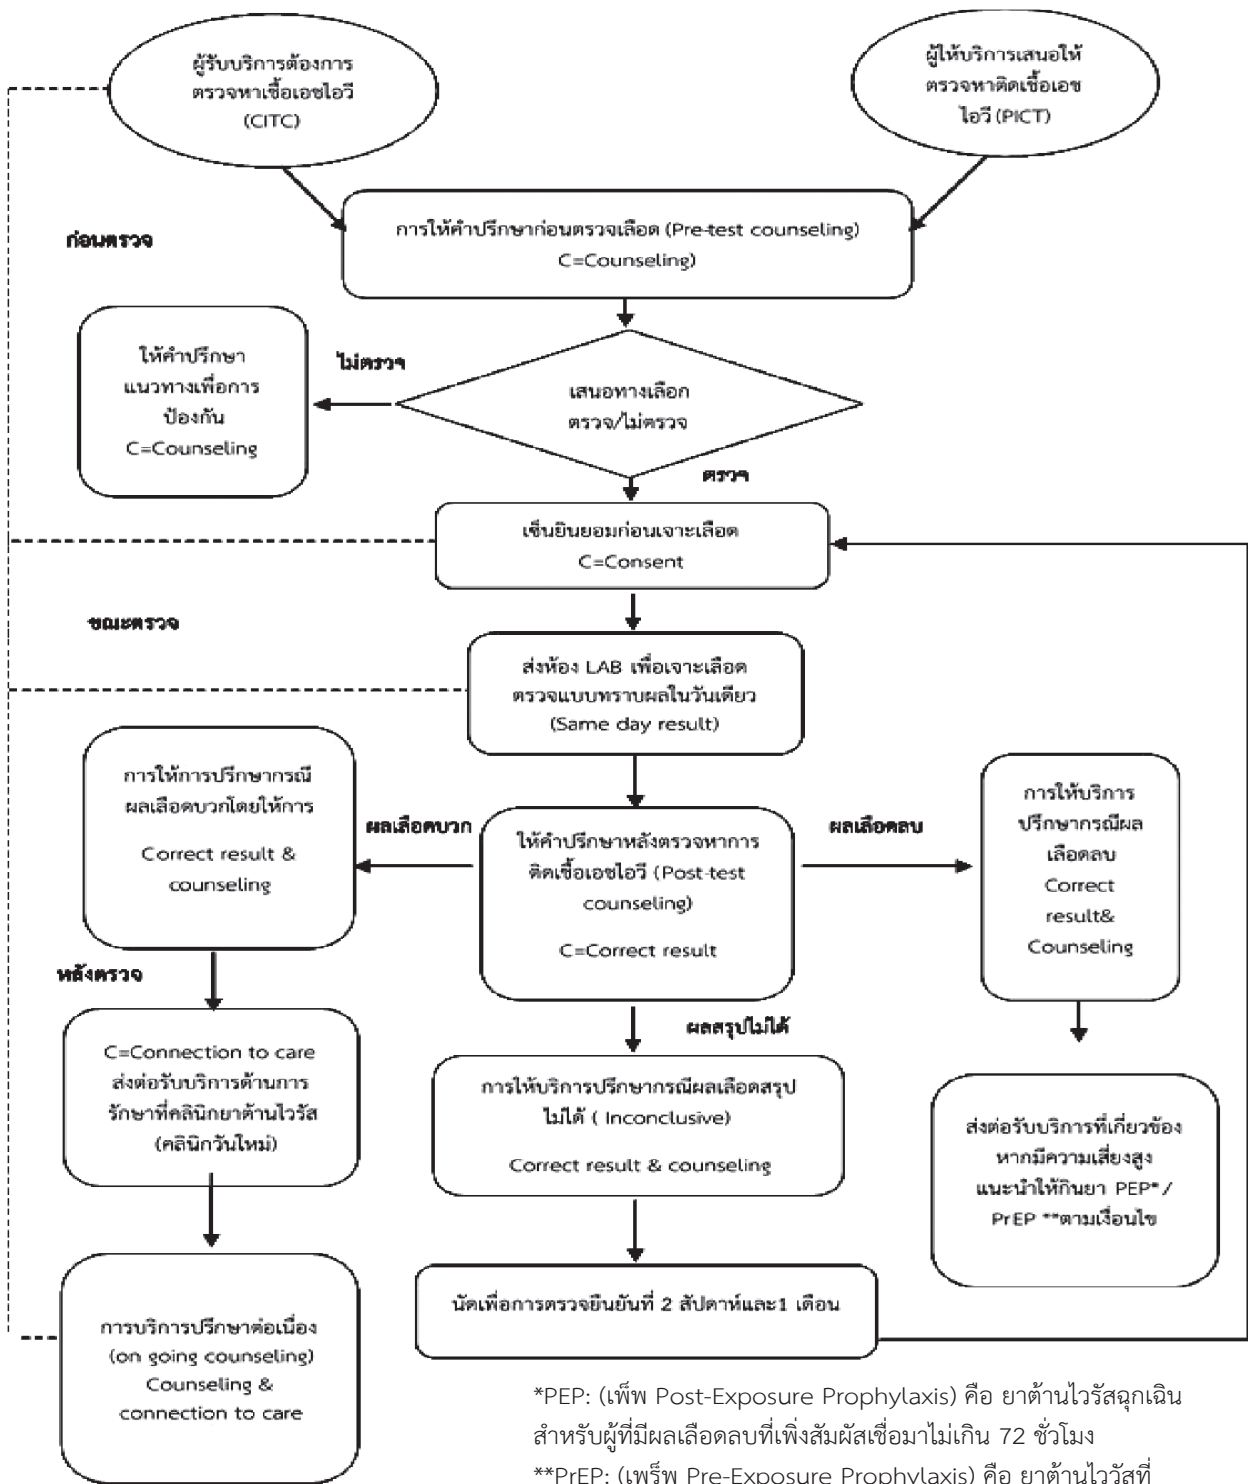 ผู้รับบริการต้องการ
ตรวจหาเชื้อเอชไอวี
(CITC)
ผู้ให้บริการเสนอให้
ตรวจหาติดเชื้อเอช
ไอวี (PICT)
ก่อนตรวจ
การให้คำปรึกษาก่อนตรวจเลือด (Pre-test counseling)
C=Counseling)
ให้คำปรึกษา
แนวทางเพื่อการ
ป้องกัน
C=Counseling
ไม่ตรวจ
เสนอทางเลือก
ตรวจ/ไม่ตรวจ
ตรวจ
เซ็นยินยอมก่อนเจาะเลือด
C=Consent
ขณะตรวจ
ส่งห้อง LAB เพื่อเจาะเลือด
ตรวจแบบทราบผลในวันเดียว
(Same day result)
การให้การปรึกษากรณี
ผลเลือดบวกโดยให้การ
Correct result &
counseling
ผลเลือดบวก
ให้คำปรึกษาหลังตรวจหาการ
ติดเชื้อเอชไอวี (Post-test
counseling)
C=Correct result
ผลเลือดลบ
การให้บริการ
ปรึกษากรณีผล
เลือดลบ
Correct
result&
Counseling
หลังตรวจ
C=Connection to care
ส่งต่อรับบริการด้านการ
รักษาที่คลินิกยาต้านไวรัส
(คลินิกวันใหม่)
ผลสรุปไม่ได้
การให้บริการปรึกษากรณีผลเลือดสรุป
ไม่ได้ ( Inconclusive)
Correct result & counseling
ส่งต่อรับบริการที่เกี่ยวข้อง
หากมีความเสี่ยงสูง
แนะนำให้กินยา PEP* /
PrEP **ตามเงื่อนไข
นัดเพื่อการตรวจยืนยันที่ 2 สัปดาห์และ1 เดือน
การบริการปรึกษาต่อเนื่อง
(on going counseling)
Counseling &
connection to care
*PEP: (เพ็พ Post-Exposure Prophylaxis) คือ ยาต้านไวรัสฉุกเฉิน
สำหรับผู้ที่มีผลเลือดลบที่เพิ่งสัมผัสเชื่อมาไม่เกิน 72 ชั่วโมง
**PrEP: (เพร็พ Pre-Exposure Prophylaxis) คือ ยาต้านไววัสที่